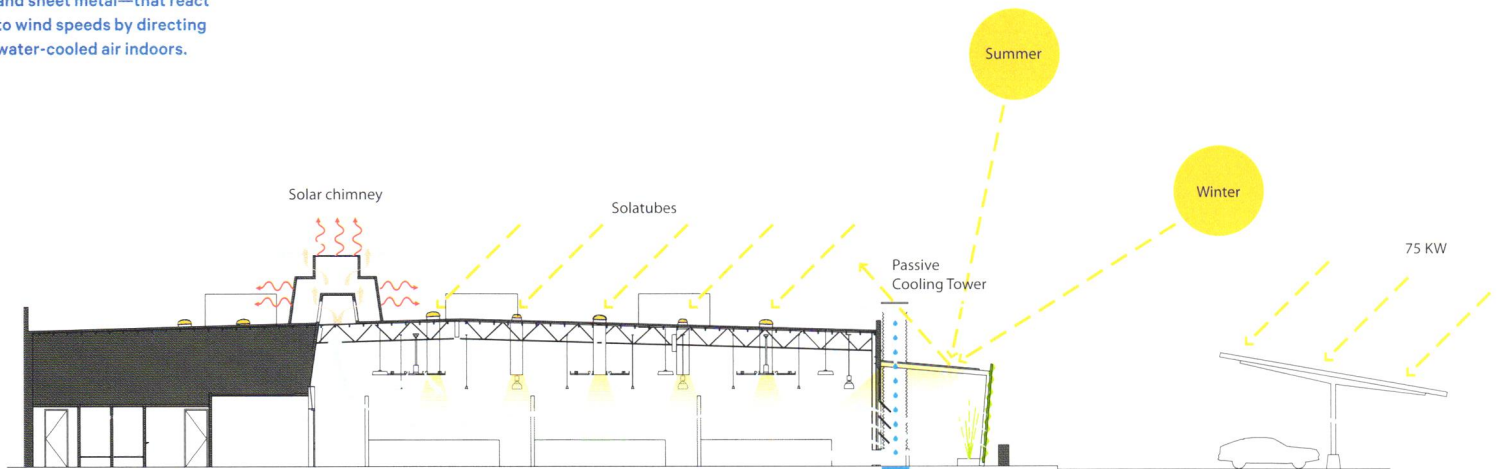 and sheet metal—that react
to wind speeds by directing
water-cooled air indoors.
Summer
Winter
Solar chimney
Solatubes
Passive
Cooling Tower
75 KW